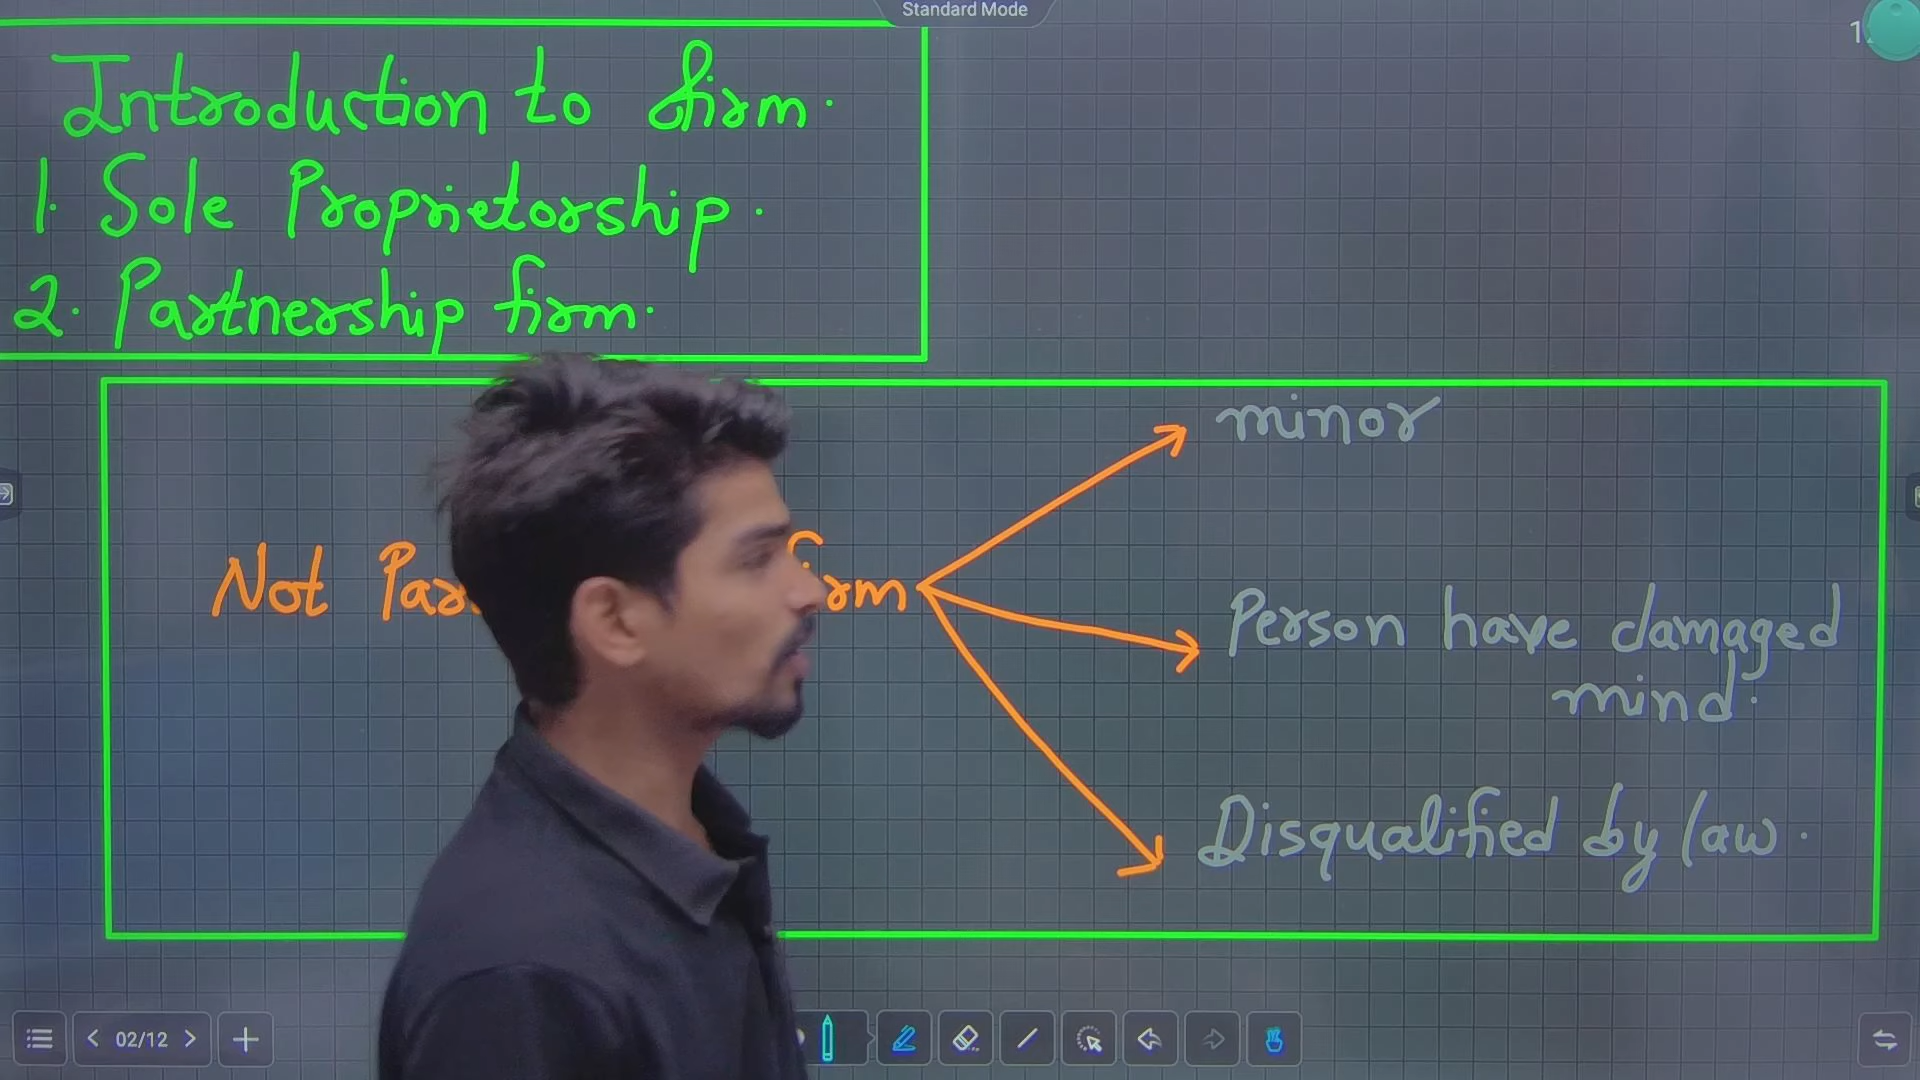 Standard Mode
Introduction to firm.
1. Sole Proprietorship.
2. Partnership firm.
minor
Not
Person have damaged
mind.
Disqualified by law.
02/12